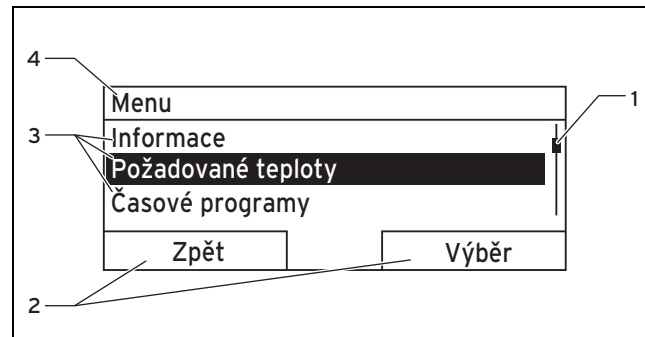 4
1
Menu
3
Informace
Požadované teploty
Časové programy
Zpět
Výběr
2